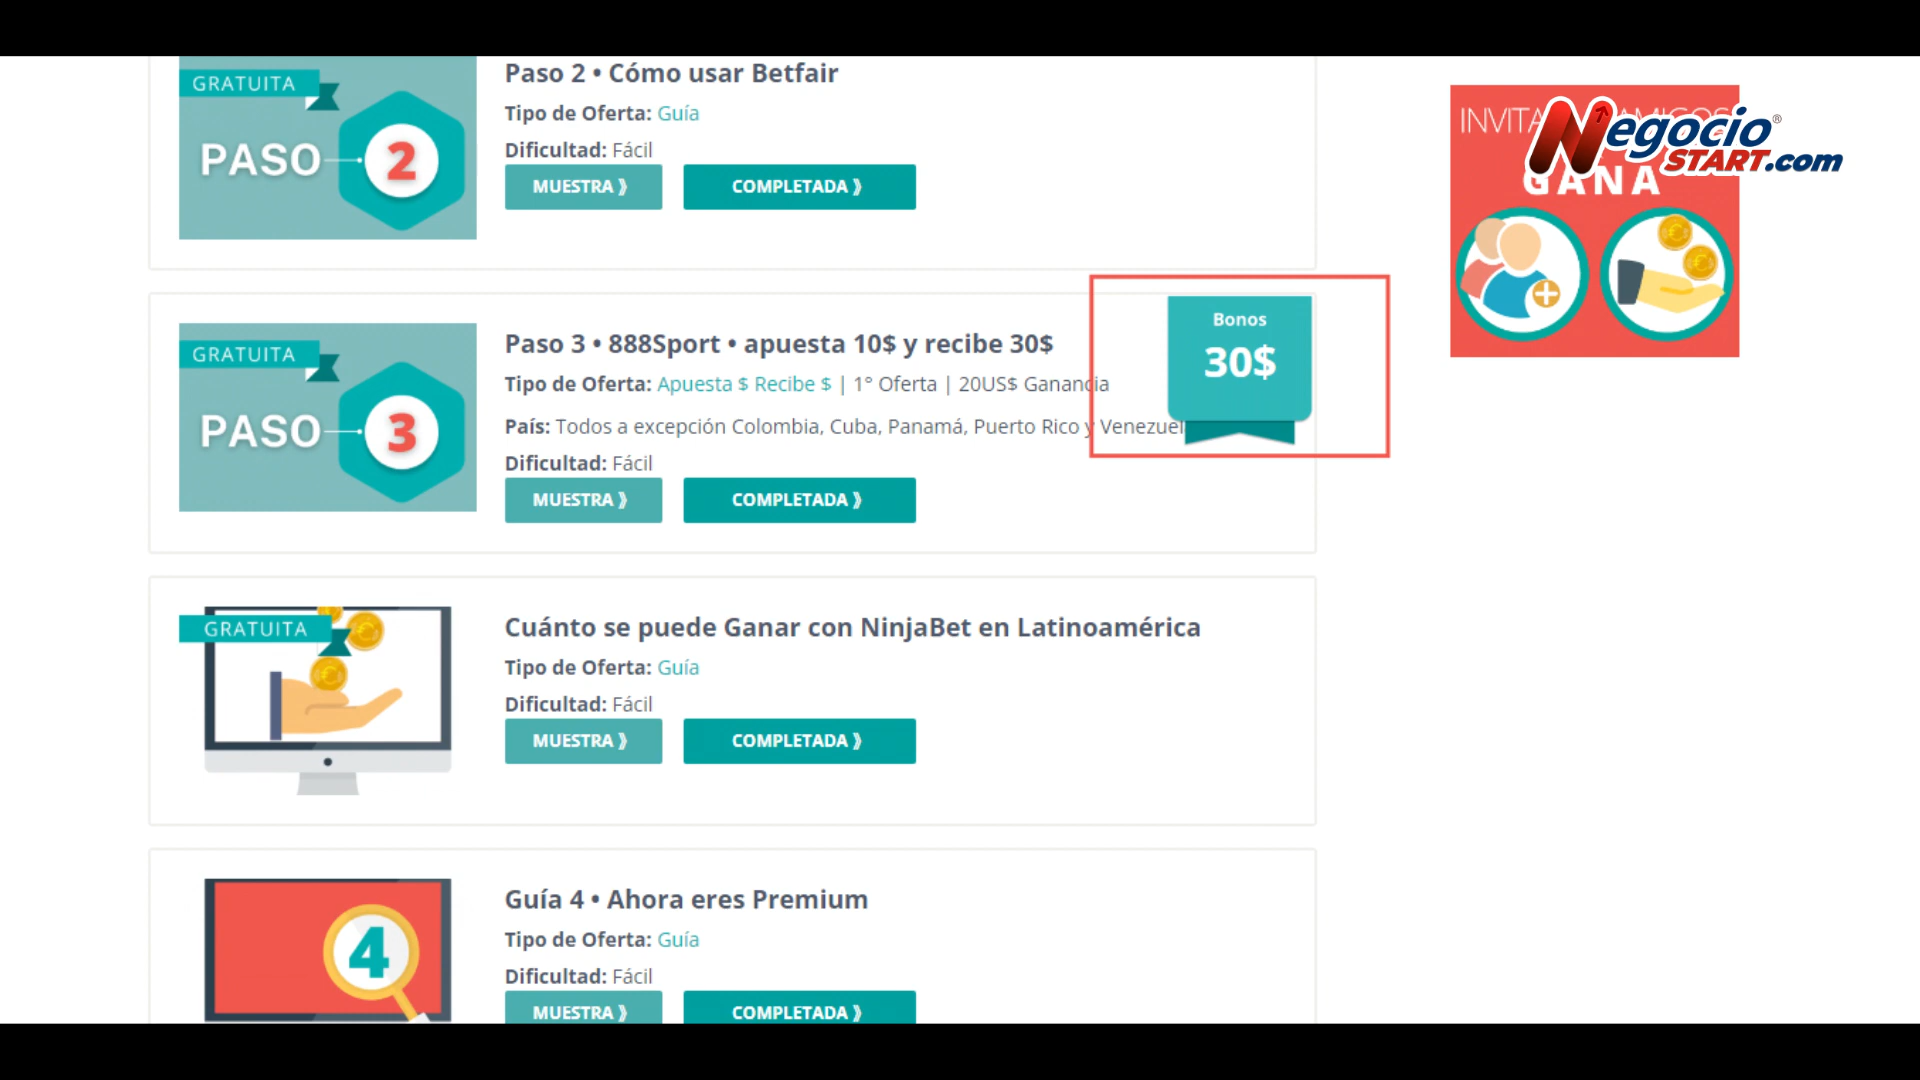 GRATUITA
PASO 2
Paso 2 • Cómo usar Betfair
Tipo de Oferta: Guía
Dificultad: Fácil
MUESTRA ⟫
COMPLETADA ⟫
GRATUITA
PASO 3
Paso 3 • 888Sport • apuesta 10$ y recibe 30$
Tipo de Oferta: Apuesta $ Recibe $ | 1° Oferta | 20US$ Ganancia
País: Todos a excepción Colombia, Cuba, Panamá, Puerto Rico y
Dificultad: Fácil
MUESTRA ⟫
COMPLETADA ⟫
Bonos
30$
GRATUITA
Cuánto se puede Ganar con NinjaBet en Latinoamérica
Tipo de Oferta: Guía
Dificultad: Fácil
MUESTRA ⟫
COMPLETADA ⟫
4
Guía 4 • Ahora eres Premium
Tipo de Oferta: Guía
Dificultad: Fácil
MUESTRA ⟫
COMPLETADA ⟫
NegocioSTART.com
®
GANA